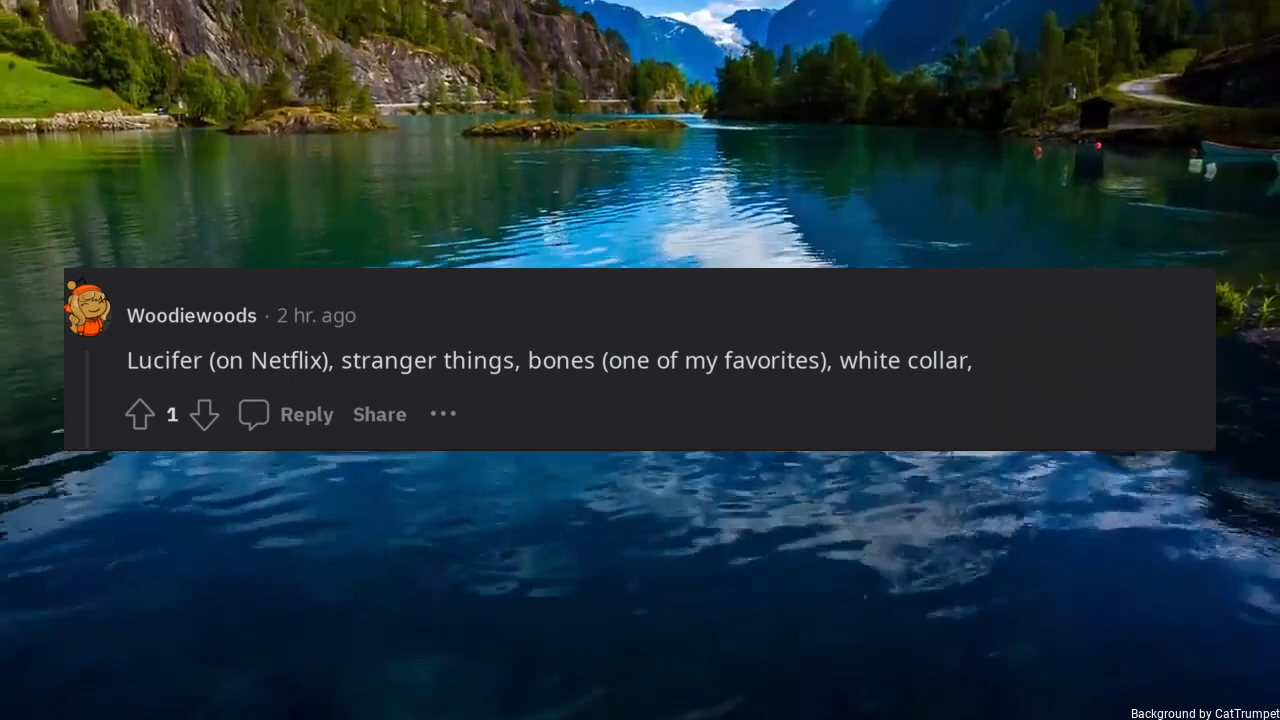 Woodiewoods · 2 hr. ago
Lucifer (on Netflix), stranger things, bones (one of my favorites), white collar,
1 Reply Share ···
Background by CatTrumpet